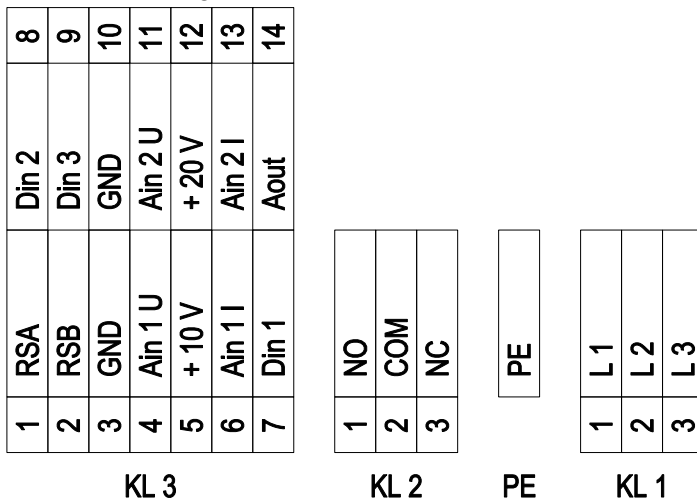 8 9 10 11 12 13 14
Din 2 Din 3 GND Ain 2 U + 20 V Ain 2 I Aout
RSA RSB GND Ain 1 U + 10 V Ain 1 I Din 1
1 2 3 4 5 6 7
KL 3
NO COM NC
1 2 3
KL 2
PE
PE
L 1 L 2 L 3
1 2 3
KL 1